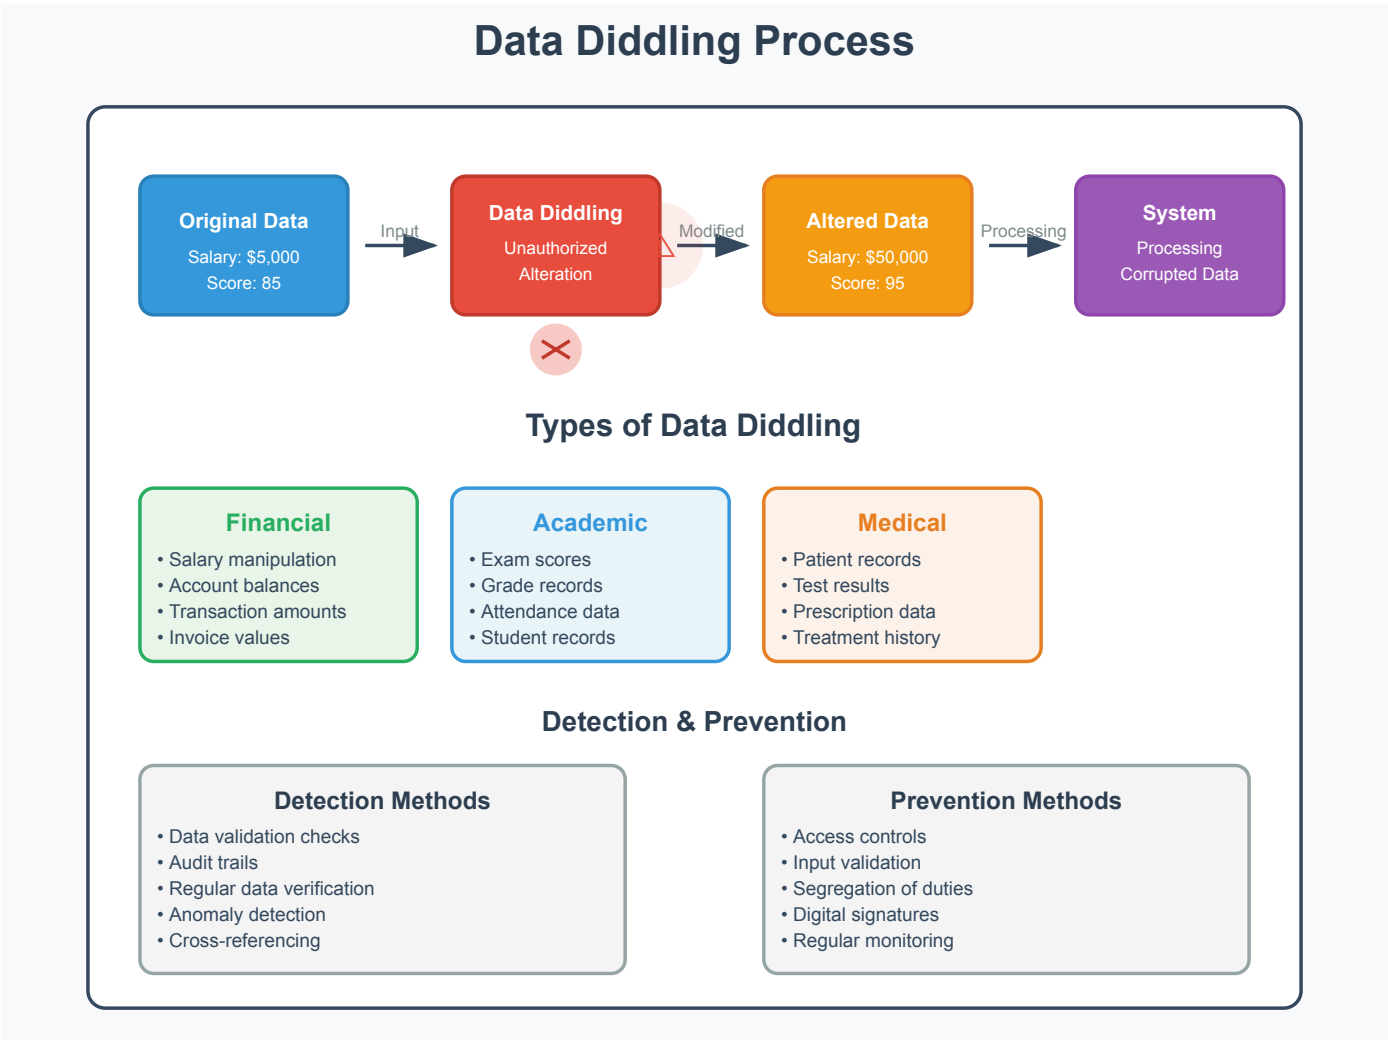 Data Diddling Process
Original Data
Salary: $5,000
Score: 85
Input
Data Diddling
Unauthorized
Alteration
Modified
Altered Data
Salary: $50,000
Score: 95
Processing
System
Processing
Corrupted Data
Types of Data Diddling
Financial
• Salary manipulation
• Account balances
• Transaction amounts
• Invoice values
Academic
• Exam scores
• Grade records
• Attendance data
• Student records
Medical
• Patient records
• Test results
• Prescription data
• Treatment history
Detection & Prevention
Detection Methods
• Data validation checks
• Audit trails
• Regular data verification
• Anomaly detection
• Cross-referencing
Prevention Methods
• Access controls
• Input validation
• Segregation of duties
• Digital signatures
• Regular monitoring